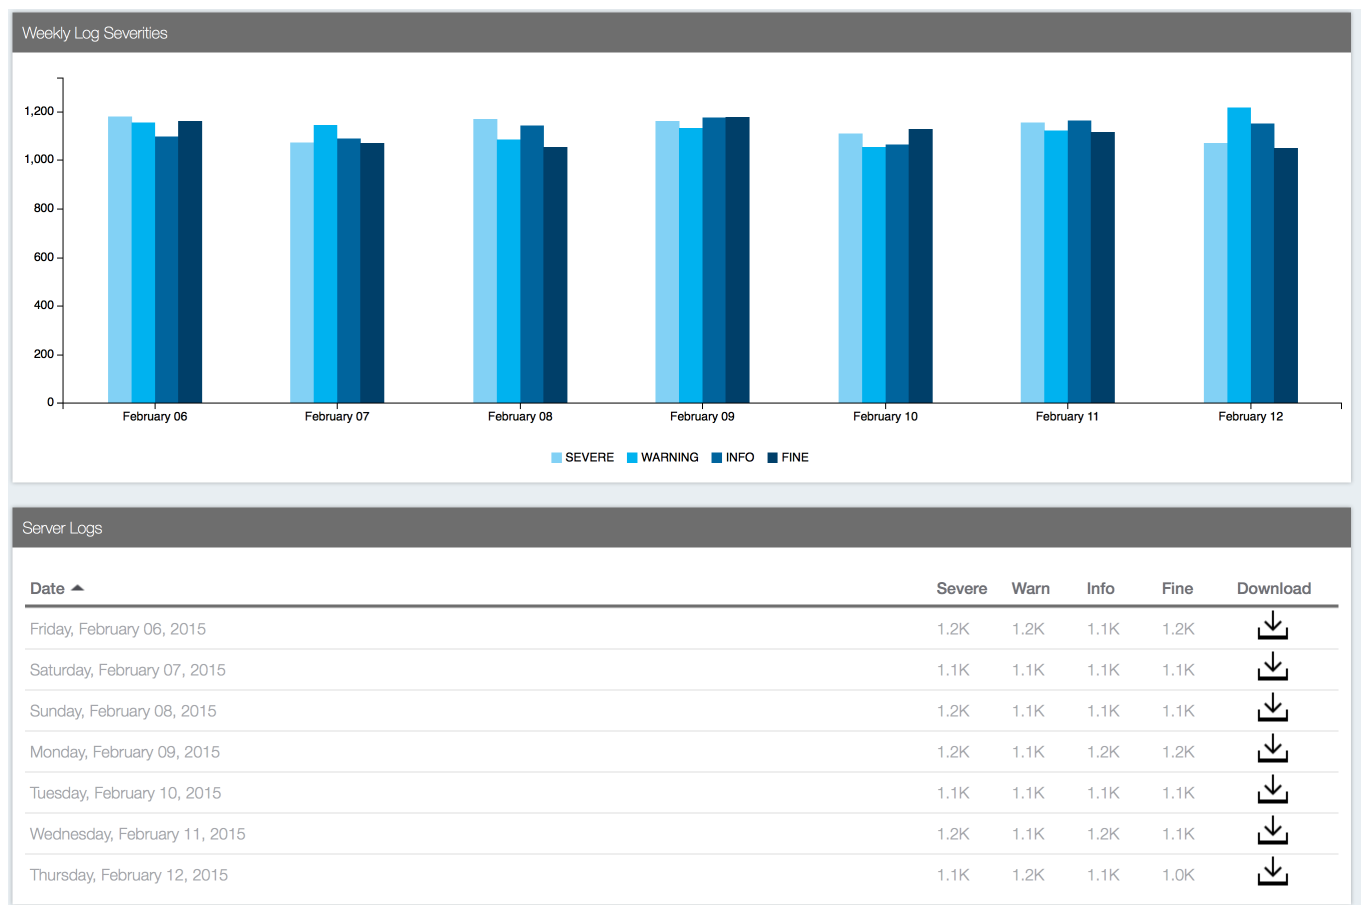 Weekly Log Severities
1,200
1,000
800
600
400
200
0
February 06 February 07 February 08 February 09 February 10 February 11 February 12
SEVERE WARNING INFO FINE
Server Logs
Date Severe Warn Info Fine Download
Friday, February 06, 2015 1.2K 1.2K 1.1K 1.2K
Saturday, February 07, 2015 1.1K 1.1K 1.1K 1.1K
Sunday, February 08, 2015 1.2K 1.1K 1.1K 1.1K
Monday, February 09, 2015 1.2K 1.1K 1.2K 1.2K
Tuesday, February 10, 2015 1.1K 1.1K 1.1K 1.1K
Wednesday, February 11, 2015 1.2K 1.1K 1.2K 1.1K
Thursday, February 12, 2015 1.1K 1.2K 1.1K 1.0K